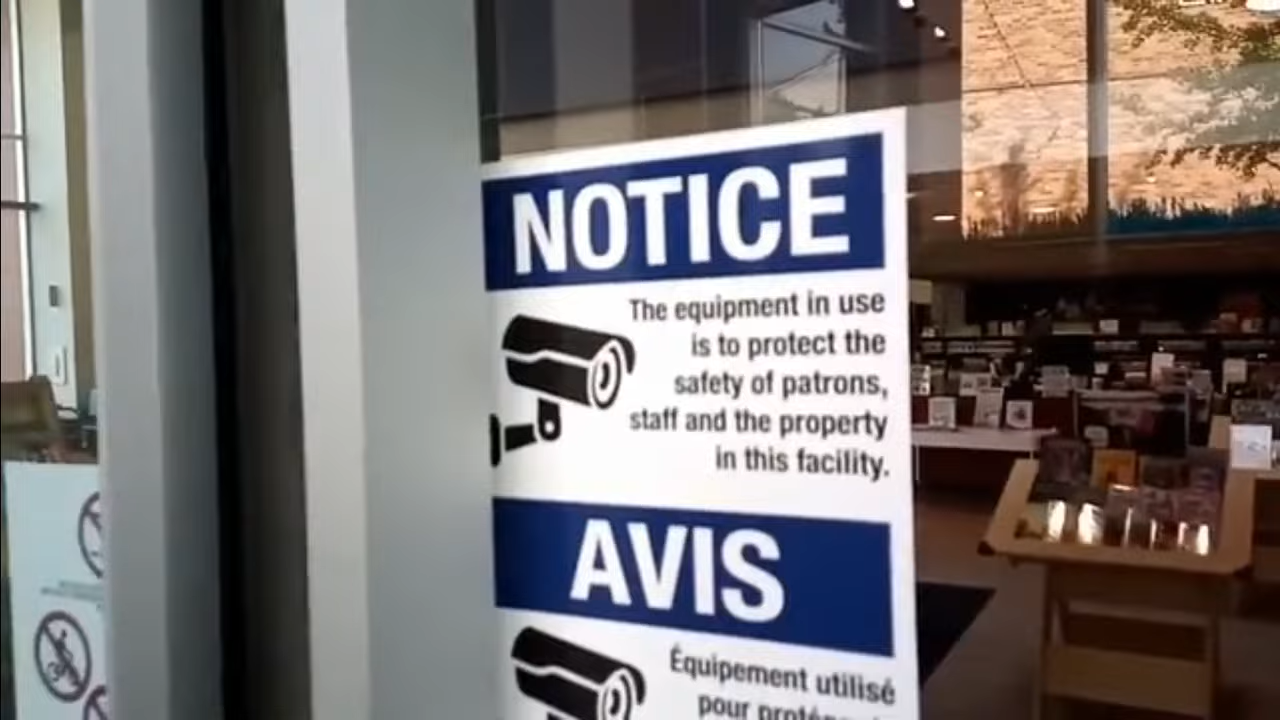 NOTICE
The equipment in use
is to protect the
safety of patrons,
staff and the property
in this facility.
AVIS
Équipement utilisé
pour